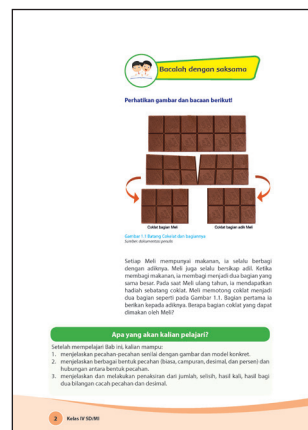 Bacalah dengan saksama
Perhatikan gambar dan bacaan berikut!
Coklat bagian Meli
Coklat bagian adik Meli
Gambar 1.1 Batang Cokelat dan bagiannya
Sumber: dokumentasi penulis
Setiap Meli mempunyai makanan, ia selalu berbagi
dengan adiknya. Meli juga selalu bersikap adil. Ketika
membagi makanan, ia membagi menjadi dua bagian yang
sama besar. Pada saat Meli ulang tahun, ia mendapatkan
hadiah sebatang coklat. Meli memotong coklat menjadi
dua bagian seperti pada Gambar 1.1. Bagian pertama ia
berikan kepada adiknya. Berapa bagian coklat yang dapat
dimakan oleh Meli?
Apa yang akan kalian pelajari?
Setelah mempelajari Bab ini, kalian mampu:
1. menjelaskan pecahan-pecahan senilai dengan gambar dan model konkret.
2. menjelaskan berbagai bentuk pecahan (biasa, campuran, desimal, dan persen) dan
hubungan antara bentuk pecahan.
3. menjelaskan dan melakukan penaksiran dari jumlah, selisih, hasil kali, hasil bagi
dua bilangan cacah pecahan dan desimal.
2 Kelas IV SD/MI